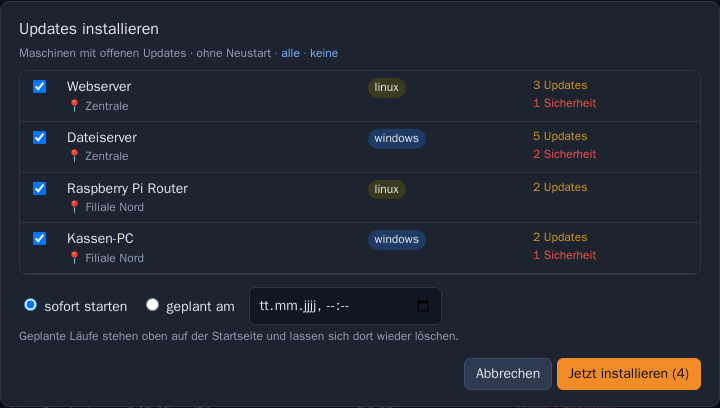 Updates installieren
Maschinen mit offenen Updates · ohne Neustart · alle · keine
Webserver linux 3 Updates
Zentrale 1 Sicherheit
Dateiserver windows 5 Updates
Zentrale 2 Sicherheit
Raspberry Pi Router linux 2 Updates
Filiale Nord
Kassen-PC windows 2 Updates
Filiale Nord 1 Sicherheit
sofort starten geplant am tt.mm.jjjj, --:--
Geplante Läufe stehen oben auf der Startseite und lassen sich dort wieder löschen.
Abbrechen Jetzt installieren (4)